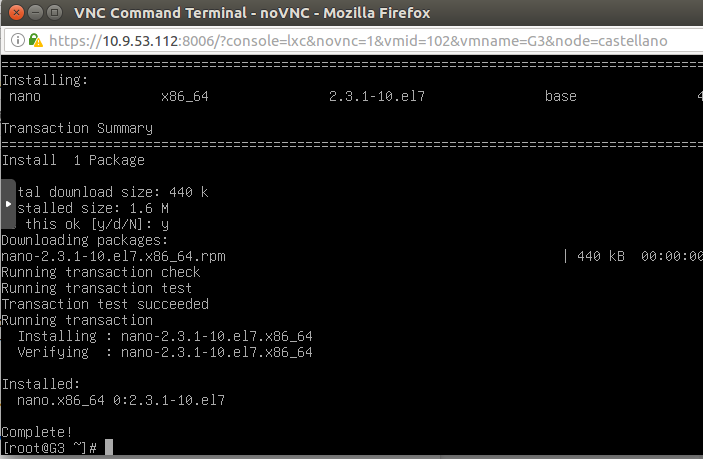 VNC Command Terminal - noVNC - Mozilla Firefox
https://10.9.53.112:8006/?console=lxc&novnc=1&vmid=102&vmname=G3&node=castellano
================================================================================
Installing:
nano x86_64 2.3.1-10.el7 base 4
Transaction Summary
================================================================================
Install 1 Package
tal download size: 440 k
stalled size: 1.6 M
this ok [y/d/N]: y
Downloading packages:
nano-2.3.1-10.el7.x86_64.rpm | 440 kB 00:00:00
Running transaction check
Running transaction test
Transaction test succeeded
Running transaction
Installing : nano-2.3.1-10.el7.x86_64
Verifying : nano-2.3.1-10.el7.x86_64
Installed:
nano.x86_64 0:2.3.1-10.el7
Complete!
[root@G3 ~]#